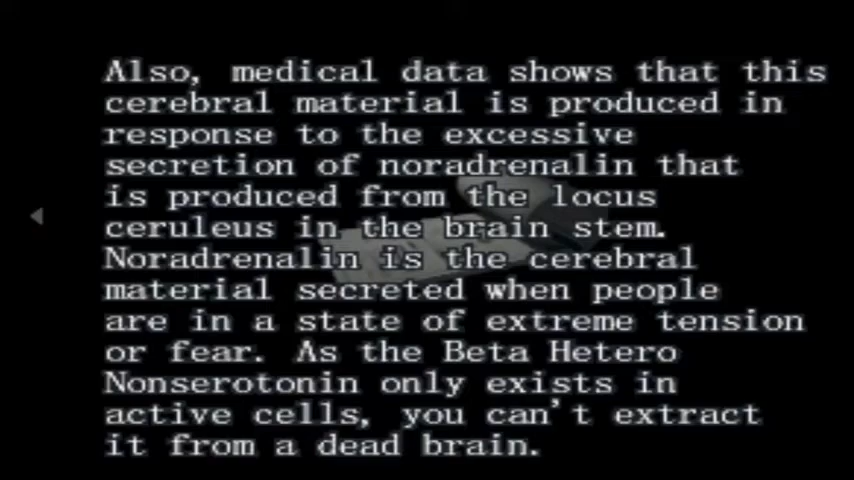 Also, medical data shows that this
cerebral material is produced in
response to the excessive
secretion of noradrenalin that
is produced from the locus
ceruleus in the brain stem.
Noradrenalin is the cerebral
material secreted when people
are in a state of extreme tension
or fear. As the Beta Hetero
Nonserotonin only exists in
active cells, you can't extract
it from a dead brain.